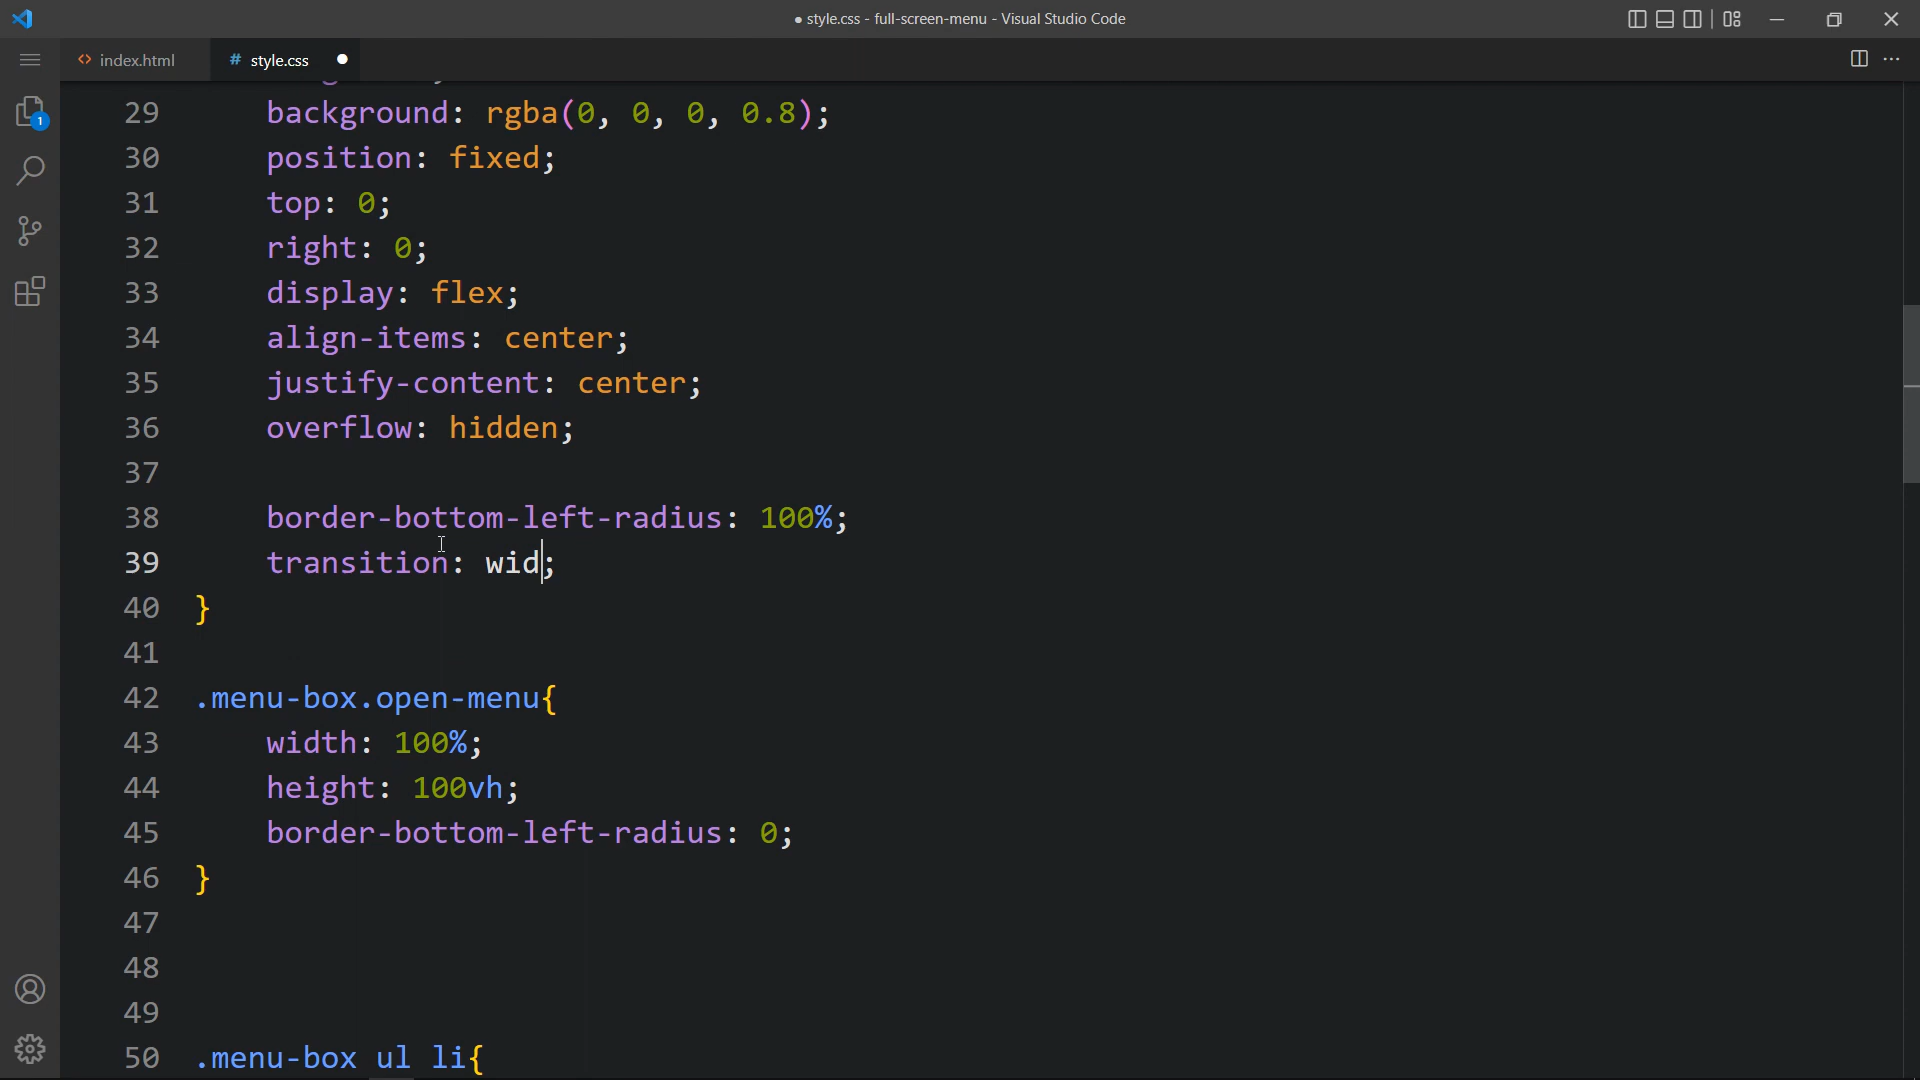 ● style.css - full-screen-menu - Visual Studio Code
<> index.html
# style.css ●
1
29 background: rgba(0, 0, 0, 0.8);
30 position: fixed;
31 top: 0;
32 right: 0;
33 display: flex;
34 align-items: center;
35 justify-content: center;
36 overflow: hidden;
37
38 border-bottom-left-radius: 100%;
39 transition: wid;
40 }
41
42 .menu-box.open-menu{
43 width: 100%;
44 height: 100vh;
45 border-bottom-left-radius: 0;
46 }
47
48
49
50 .menu-box ul li{